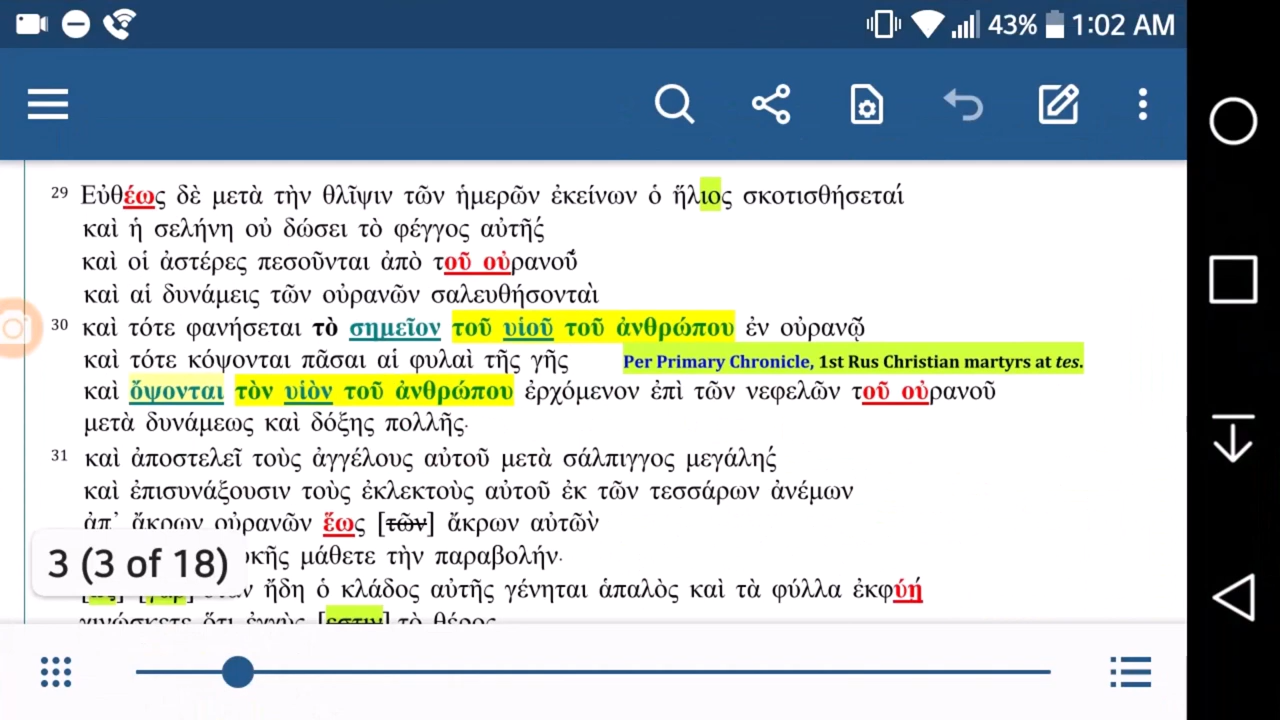 43% 1:02 AM
29 Εὐθέως δὲ μετὰ τὴν θλῖψιν τῶν ἡμερῶν ἐκείνων ὁ ἥλιος σκοτισθήσεται´
καὶ ἡ σελήνη οὐ δώσει τὸ φέγγος αὐτῆς´
καὶ οἱ ἀστέρες πεσοῦνται ἀπὸ τοῦ οὐρανοῦ´
καὶ αἱ δυνάμεις τῶν οὐρανῶν σαλευθήσονται`
30 καὶ τότε φανήσεται τὸ σημεῖον τοῦ υἱοῦ τοῦ ἀνθρώπου ἐν οὐρανῷ
καὶ τότε κόψονται πᾶσαι αἱ φυλαὶ τῆς γῆς Per Primary Chronicle, 1st Rus Christian martyrs at tes.
καὶ ὄψονται τὸν υἱὸν τοῦ ἀνθρώπου ἐρχόμενον ἐπὶ τῶν νεφελῶν τοῦ οὐρανοῦ
μετὰ δυνάμεως καὶ δόξης πολλῆς·
31 καὶ ἀποστελεῖ τοὺς ἀγγέλους αὐτοῦ μετὰ σάλπιγγος μεγάλης´
καὶ ἐπισυνάξουσιν τοὺς ἐκλεκτοὺς αὐτοῦ ἐκ τῶν τεσσάρων ἀνέμων
ἀπ᾽ ἄκρων οὐρανῶν ἕως [τῶν] ἄκρων αὐτῶν`
μάθετε τὴν παραβολήν·
ἤδη ὁ κλάδος αὐτῆς γένηται ἁπαλὸς καὶ τὰ φύλλα ἐκφύῃ´
γινώσκετε ὅτι ἐγγὺς [εστιν] τὸ θέρος
3 (3 of 18)